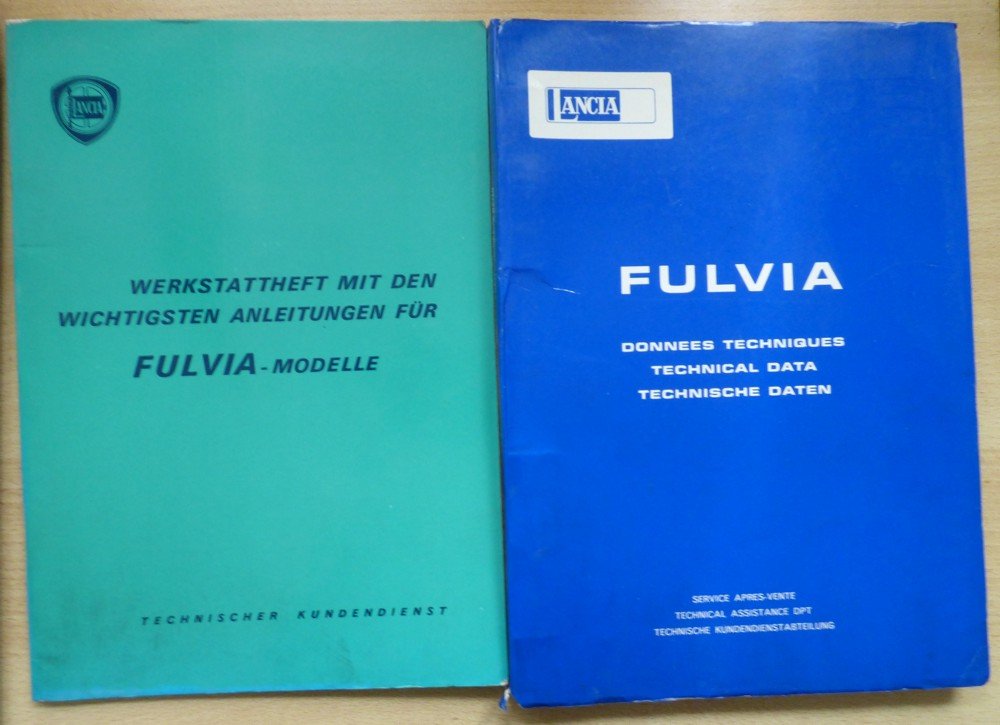 LANCIA
WERKSTATTHEFT MIT DEN
WICHTIGSTEN ANLEITUNGEN FÜR
FULVIA-MODELLE
TECHNISCHER KUNDENDIENST
LANCIA
FULVIA
DONNEES TECHNIQUES
TECHNICAL DATA
TECHNISCHE DATEN
SERVICE APRES-VENTE
TECHNICAL ASSISTANCE DPT
TECHNISCHE KUNDENDIENSTABTEILUNG